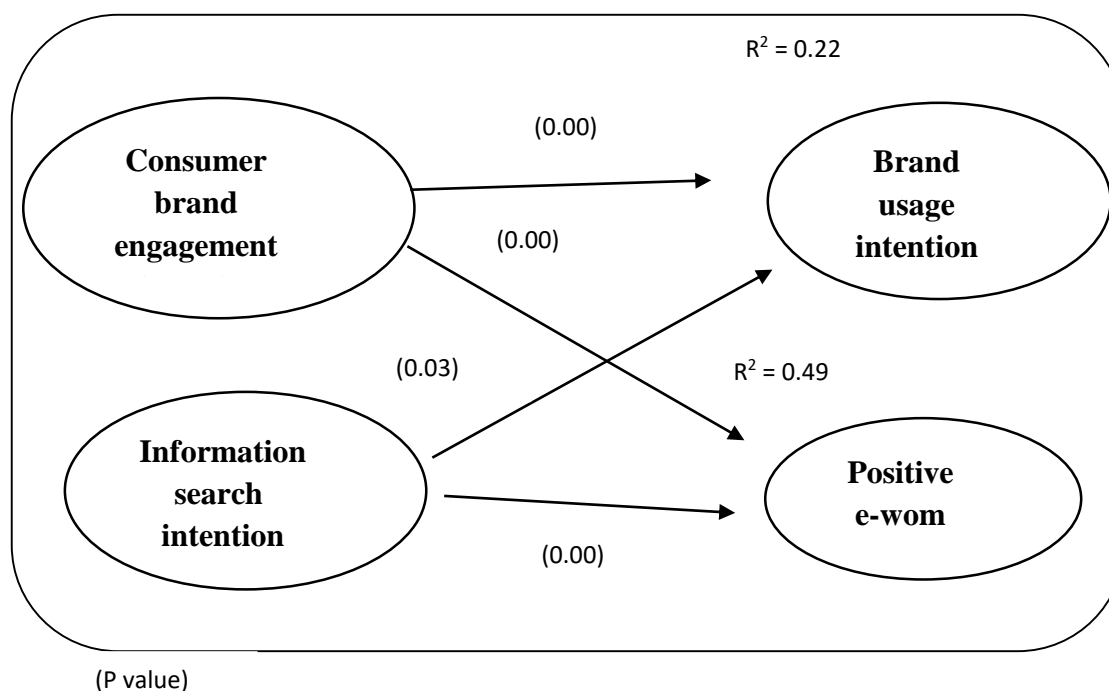 R² = 0.22
(0.00)
Consumer
brand
engagement
Brand
usage
intention
(0.00)
(0.03)
R² = 0.49
Information
search
intention
Positive
e-wom
(0.00)
(P value)